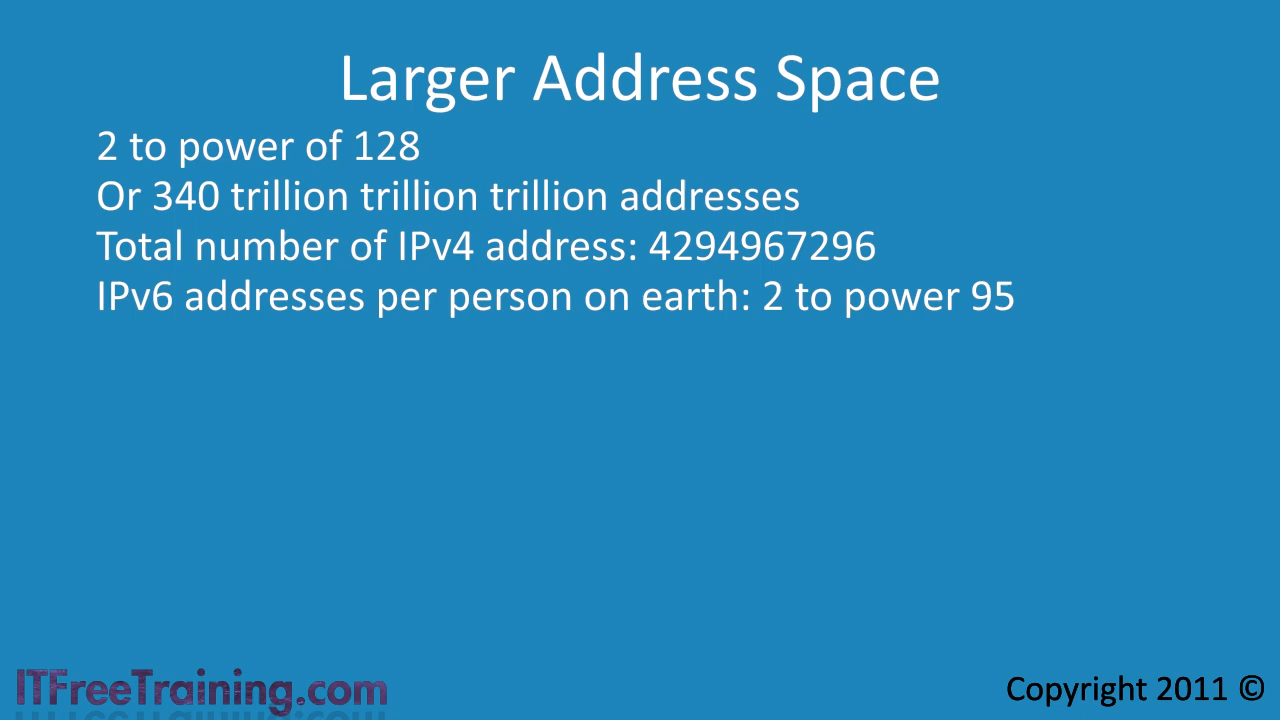 Larger Address Space
2 to power of 128
Or 340 trillion trillion trillion addresses
Total number of IPv4 address: 4294967296
IPv6 addresses per person on earth: 2 to power 95
ITFreeTraining.com
Copyright 2011 ©